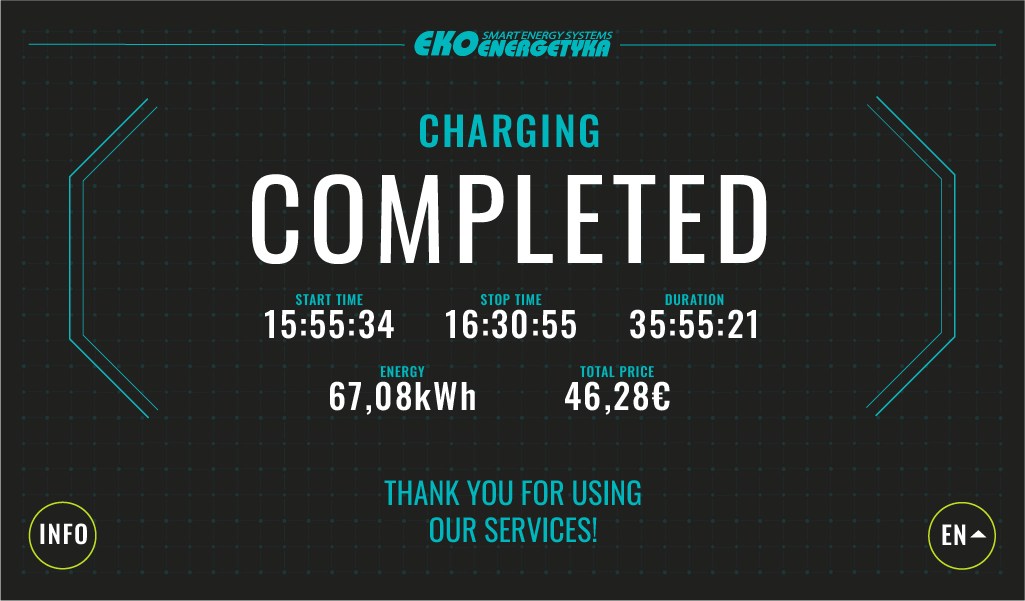 EKO SMART ENERGY SYSTEMS
ENERGETYKA
CHARGING
COMPLETED
START TIME STOP TIME DURATION
15:55:34 16:30:55 35:55:21
ENERGY TOTAL PRICE
67,08kWh 46,28€
THANK YOU FOR USING
OUR SERVICES!
INFO EN